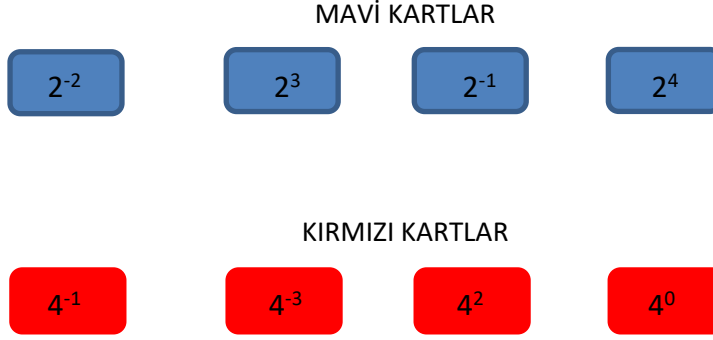 MAVİ KARTLAR
2⁻² 2³ 2⁻¹ 2⁴
KIRMIZI KARTLAR
4⁻¹ 4⁻³ 4² 4⁰